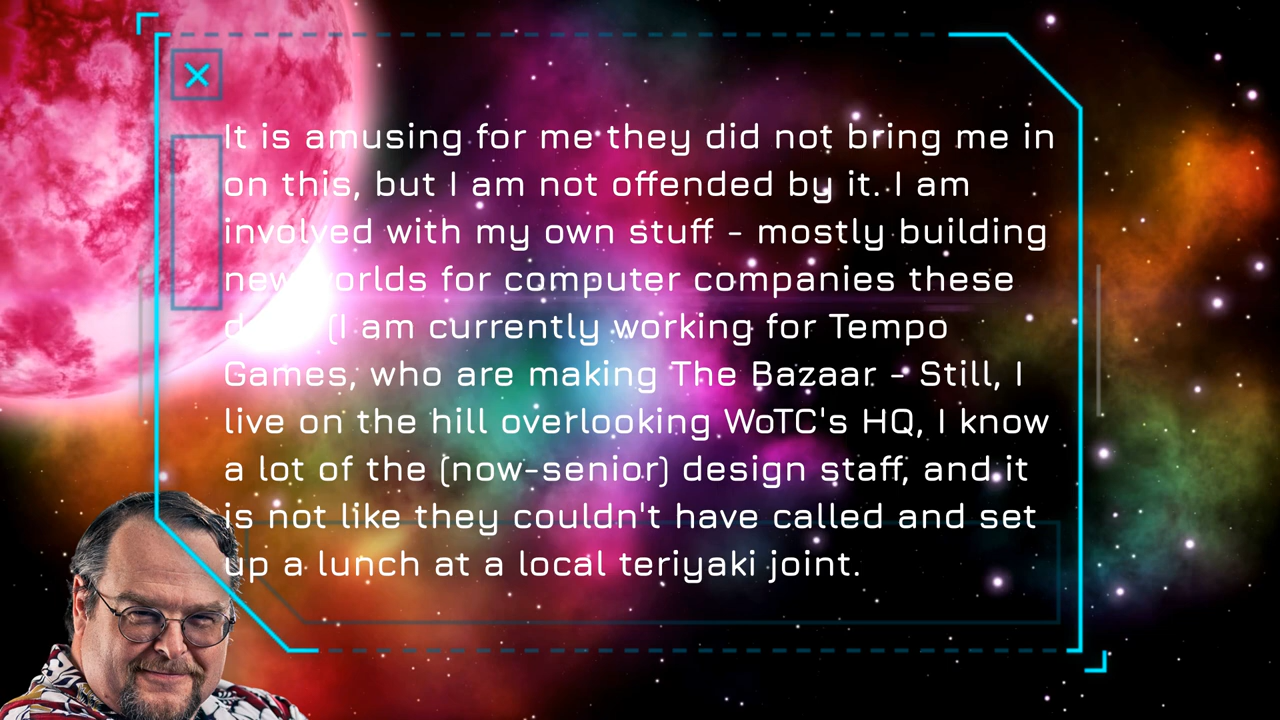 It is amusing for me they did not bring me in
on this, but I am not offended by it. I am
involved with my own stuff - mostly building
new worlds for computer companies these
(I am currently working for Tempo
Games, who are making The Bazaar - Still, I
live on the hill overlooking WoTC's HQ, I know
a lot of the (now-senior) design staff, and it
is not like they couldn't have called and set
up a lunch at a local teriyaki joint.